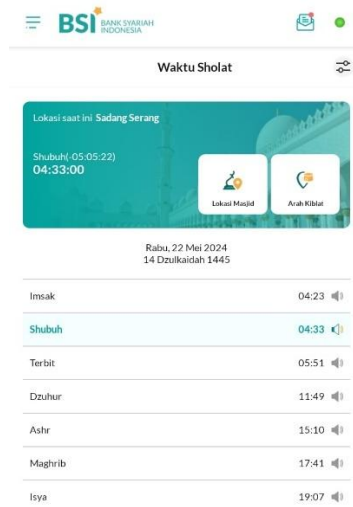 BSI BANK SYARIAH
INDONESIA
Waktu Sholat
Lokasi saat ini Sadang Serang
Shubuh(-05:05:22)
04:33:00
Lokasi Masjid Arah Kiblat
Rabu, 22 Mei 2024
14 Dzulkaidah 1445
Imsak 04:23
Shubuh 04:33
Terbit 05:51
Dzuhur 11:49
Ashr 15:10
Maghrib 17:41
Isya 19:07